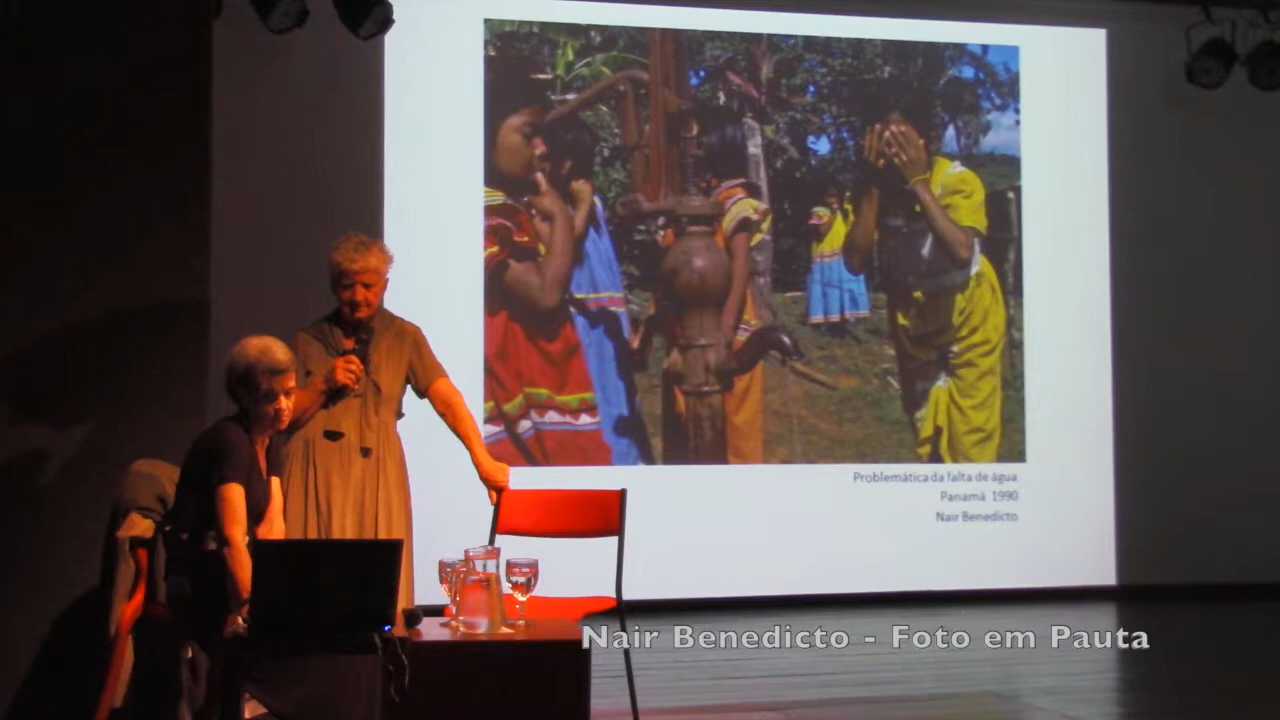 Problemática da falta de água
Panamá 1990
Nair Benedicto
Nair Benedicto - Foto em Pauta